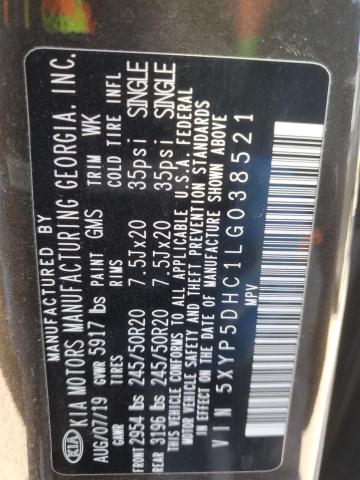 MANUFACTURED BY
KIA KIA MOTORS MANUFACTURING GEORGIA, INC.
AUG/07/19 GVWR 5917 lbs PAINT GMS TRIM WK
GAWR RIMS COLD TIRE INFL
FRONT 2954 lbs 245/50R20 7.5Jx20 35psi SINGLE
REAR 3196 lbs 245/50R20 7.5Jx20 35psi SINGLE
THIS VEHICLE CONFORMS TO ALL APPLICABLE U.S.A. FEDERAL
MOTOR VEHICLE SAFETY AND THEFT PREVENTION STANDARDS
IN EFFECT ON THE DATE OF MANUFACTURE SHOWN ABOVE
VIN 5XYP5DHC1LG038521
MPV